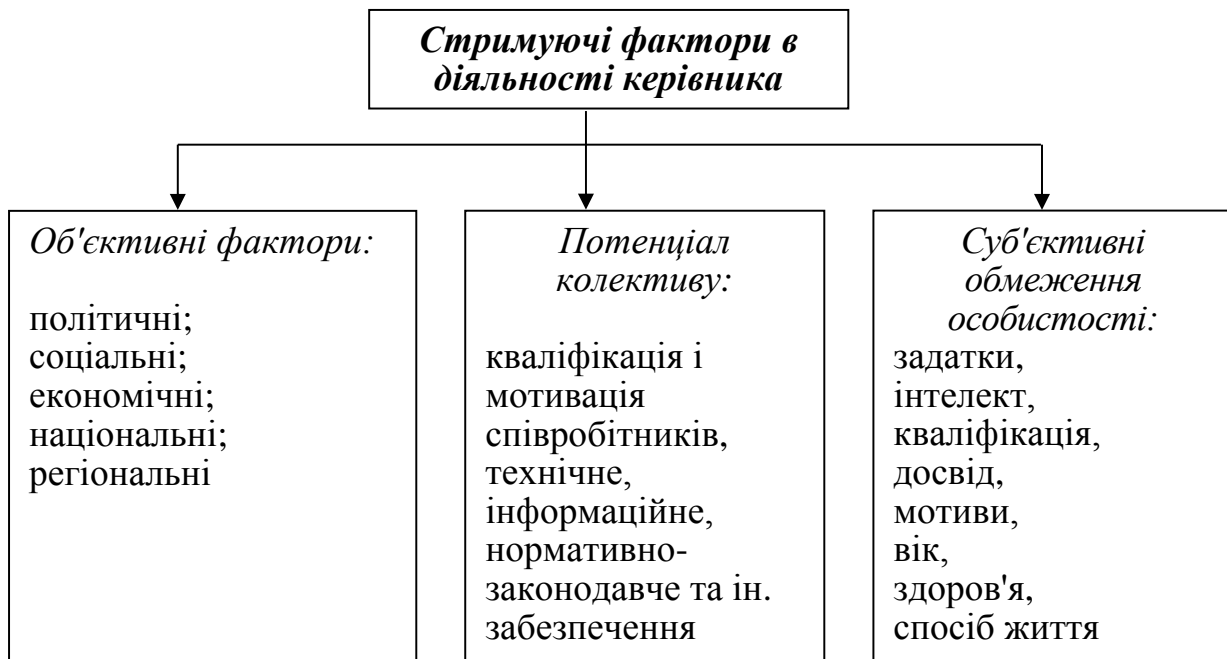 Стримуючі фактори в
діяльності керівника
Об'єктивні фактори:
політичні;
соціальні;
економічні;
національні;
регіональні
Потенціал
колективу:
кваліфікація і
мотивація
співробітників,
технічне,
інформаційне,
нормативно-
законодавче та ін.
забезпечення
Суб'єктивні
обмеження
особистості:
задатки,
інтелект,
кваліфікація,
досвід,
мотиви,
вік,
здоров'я,
спосіб життя